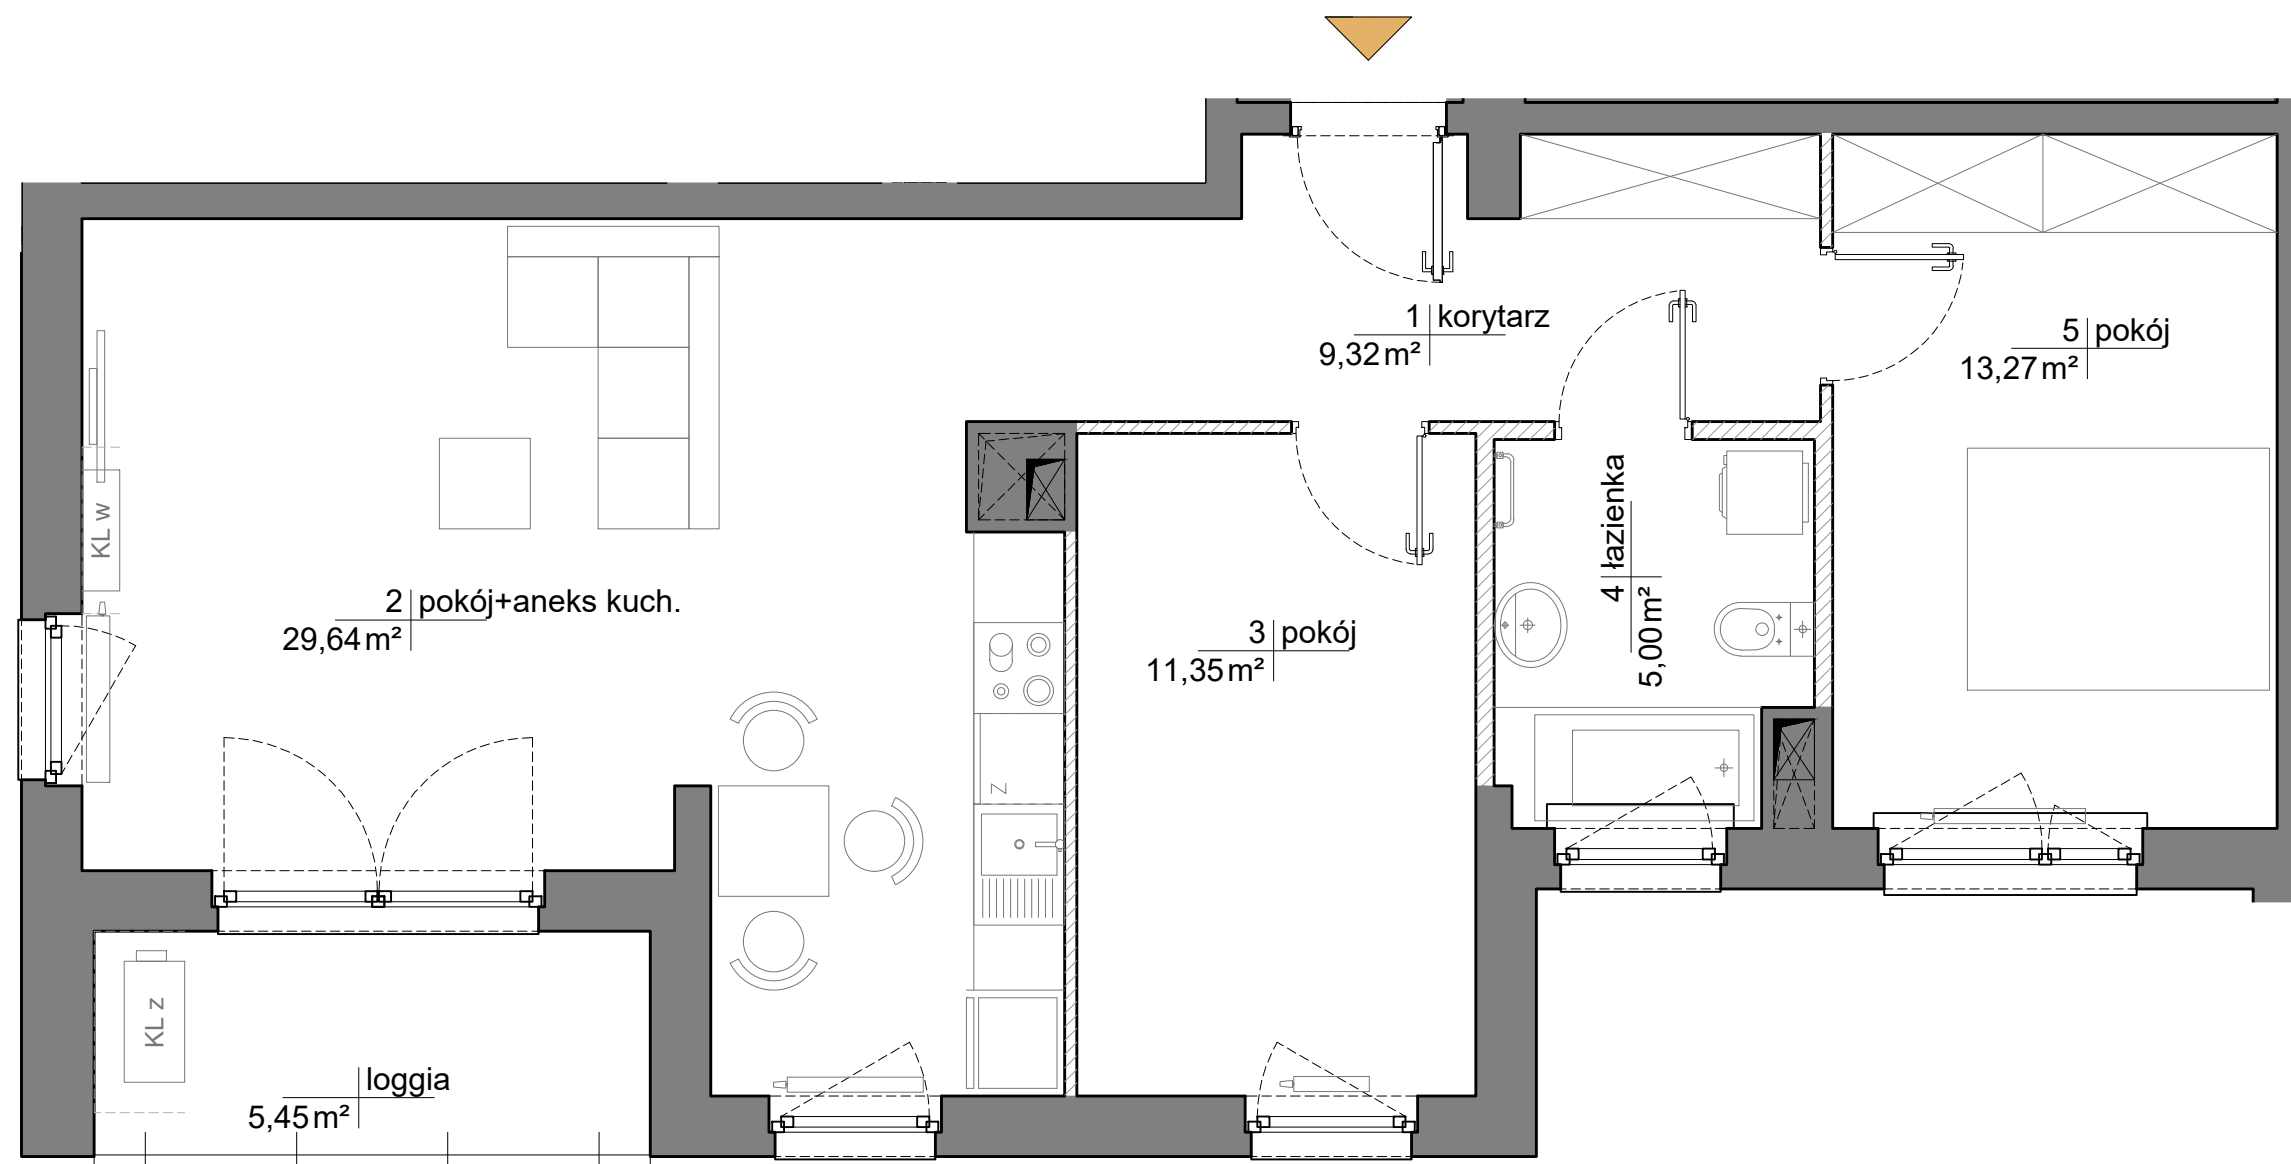 1 korytarz
9,32 m²
5 pokój
13,27 m²
KL w
2 pokój+aneks kuch.
29,64 m²
3 pokój
11,35 m²
4 łazienka
5,00 m²
Z
KL z
loggia
5,45 m²